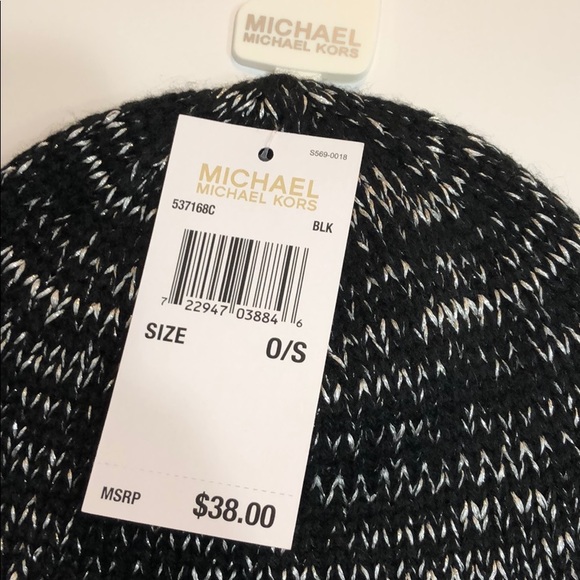 MICHAEL
MICHAEL KORS
S569-0018
MICHAEL
MICHAEL KORS
537168C
BLK
7 22947 03884 6
SIZE O/S
MSRP $38.00